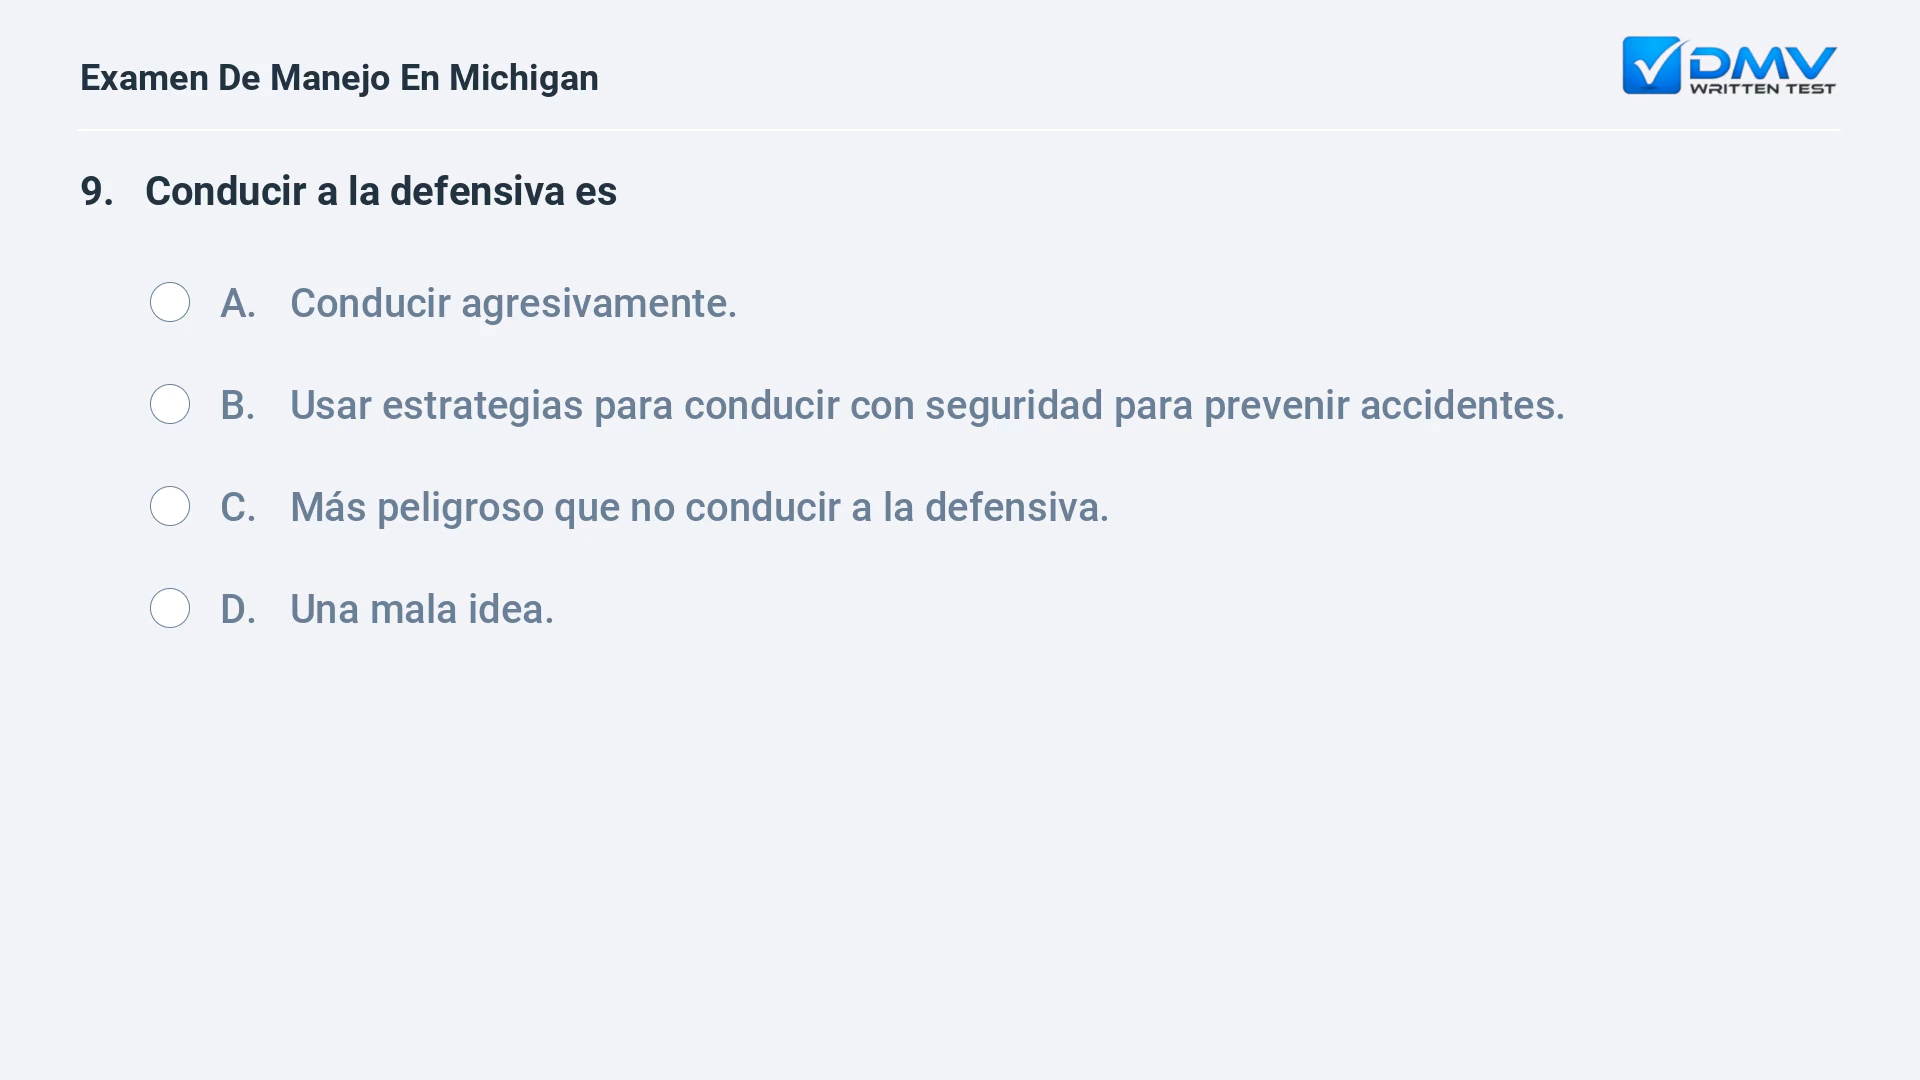 Examen De Manejo En Michigan
DMV
WRITTEN TEST
9. Conducir a la defensiva es
A. Conducir agresivamente.
B. Usar estrategias para conducir con seguridad para prevenir accidentes.
C. Más peligroso que no conducir a la defensiva.
D. Una mala idea.